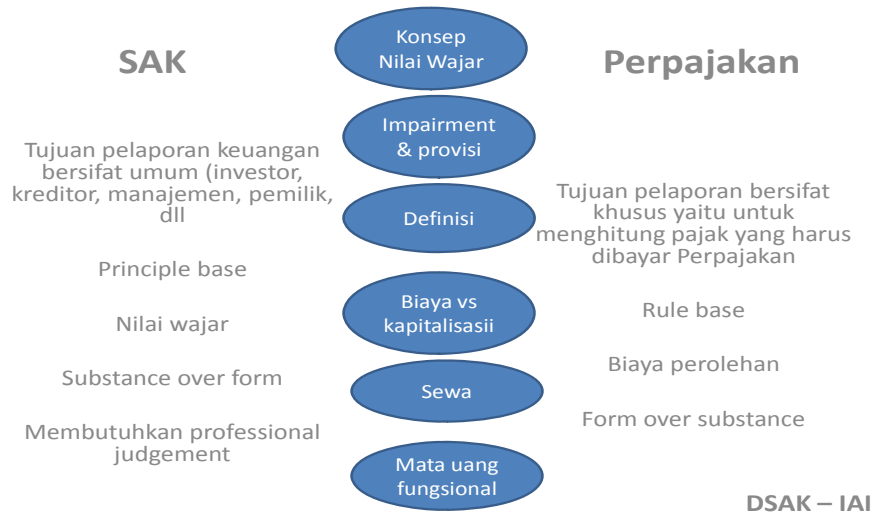 SAK
Tujuan pelaporan keuangan
bersifat umum (investor,
kreditor, manajemen, pemilik,
dll
Principle base
Nilai wajar
Substance over form
Membutuhkan professional
judgement
Konsep
Nilai Wajar
Impairment
& provisi
Definisi
Biaya vs
kapitalisasii
Sewa
Mata uang
fungsional
Perpajakan
Tujuan pelaporan bersifat
khusus yaitu untuk
menghitung pajak yang harus
dibayar Perpajakan
Rule base
Biaya perolehan
Form over substance
DSAK – IAI